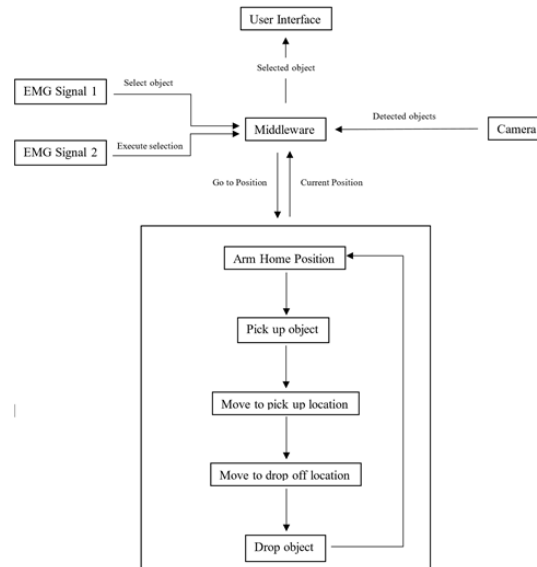 User Interface
Selected object
Select object
EMG Signal 1
Detected objects
Middleware
Camera
EMG Signal 2
Execute selection
Go to Position
Current Position
Arm Home Position
Pick up object
Move to pick up location
Move to drop off location
Drop object